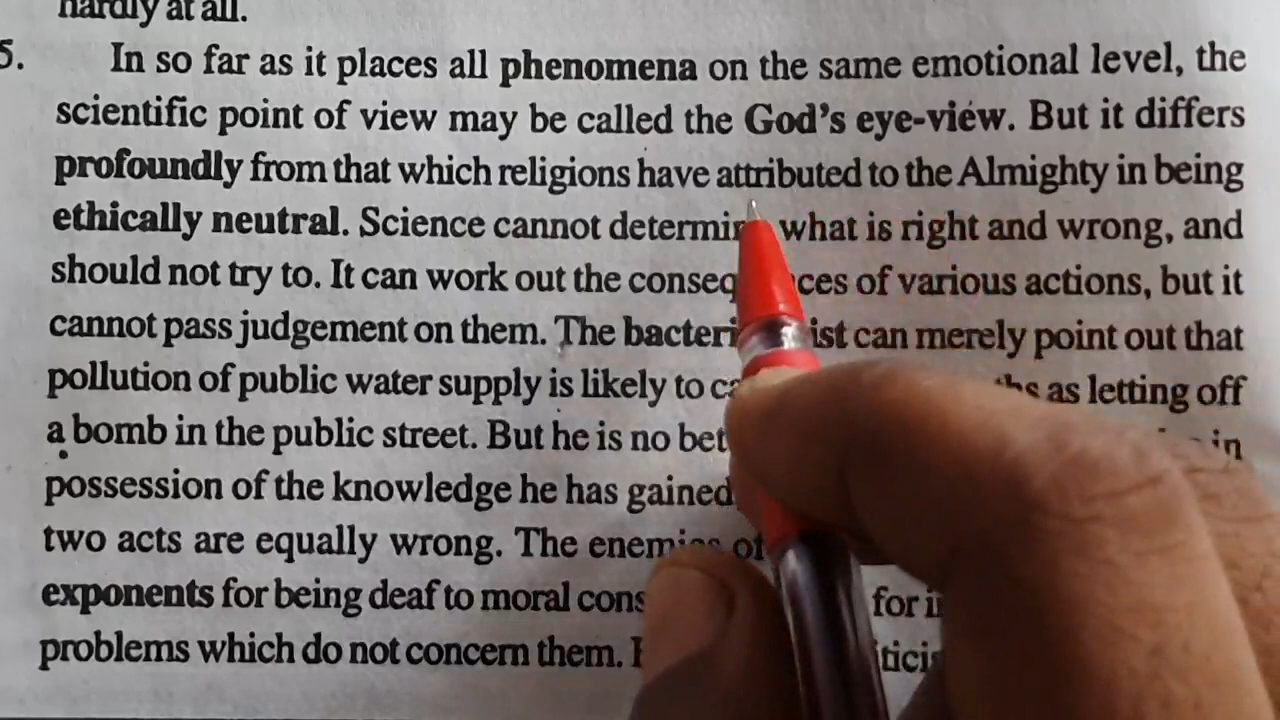 hardly at all.
5. In so far as it places all phenomena on the same emotional level, the
scientific point of view may be called the God's eye-view. But it differs
profoundly from that which religions have attributed to the Almighty in being
ethically neutral. Science cannot determine what is right and wrong, and
should not try to. It can work out the consequences of various actions, but it
cannot pass judgement on them. The bacteriologist can merely point out that
pollution of public water supply is likely to as letting off
a bomb in the public street. But he is no in
possession of the knowledge he has gained
two acts are equally wrong. The enemies of
exponents for being deaf to moral for
problems which do not concern them.